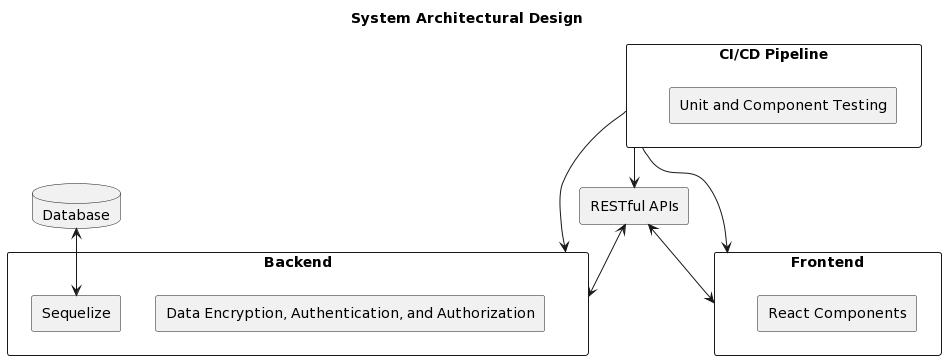 System Architectural Design
CI/CD Pipeline
Unit and Component Testing
Database
RESTful APIs
Backend
Frontend
Sequelize
Data Encryption, Authentication, and Authorization
React Components